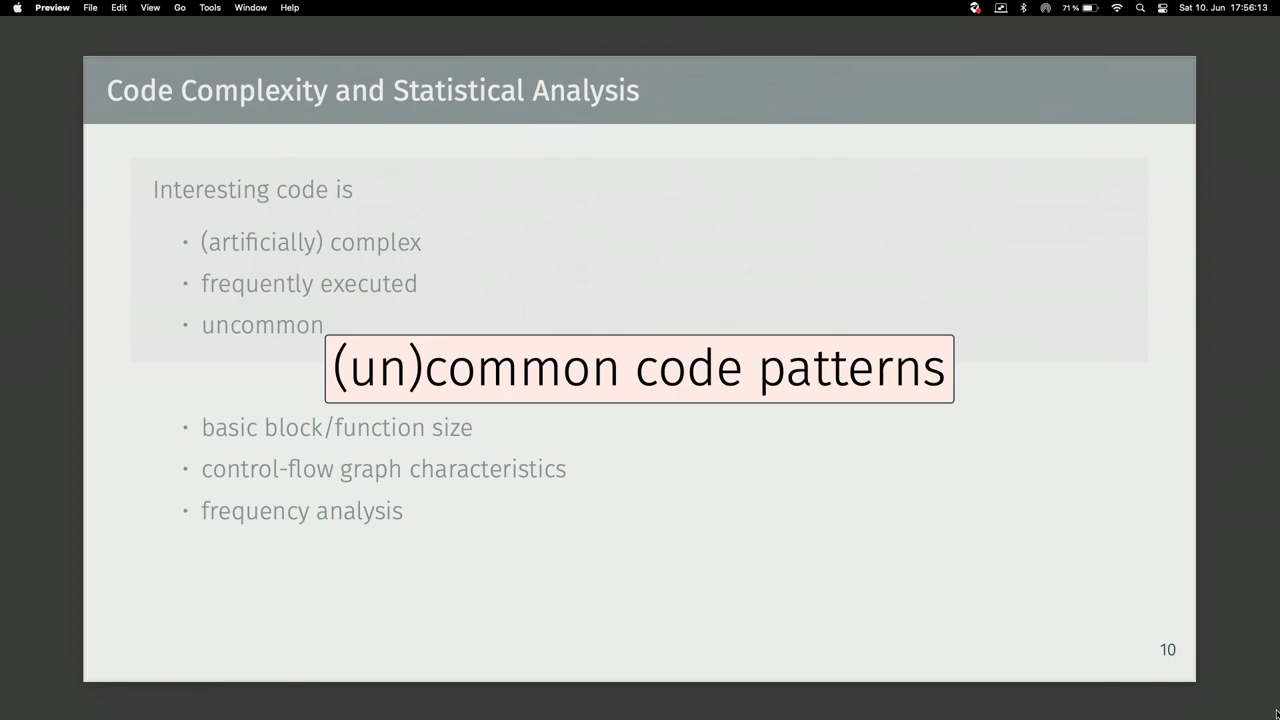 Preview File Edit View Go Tools Complexity Window Help 71% Sat 10. Jun 17:56:13
Code Complexity and Statistical Analysis
Interesting code is
• (artificially) complex
• frequently executed
• uncommon
(un)common code patterns
• basic block/function size
• control-flow graph characteristics
• frequency analysis
10